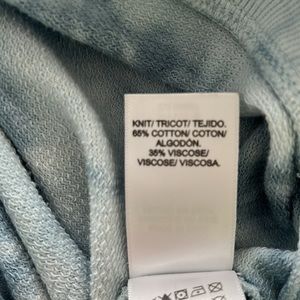 KNIT/ TRICOT/ TEJIDO.
65% COTTON/ COTON/
ALGODÓN.
35% VISCOSE/
VISCOSE/ VISCOSA.